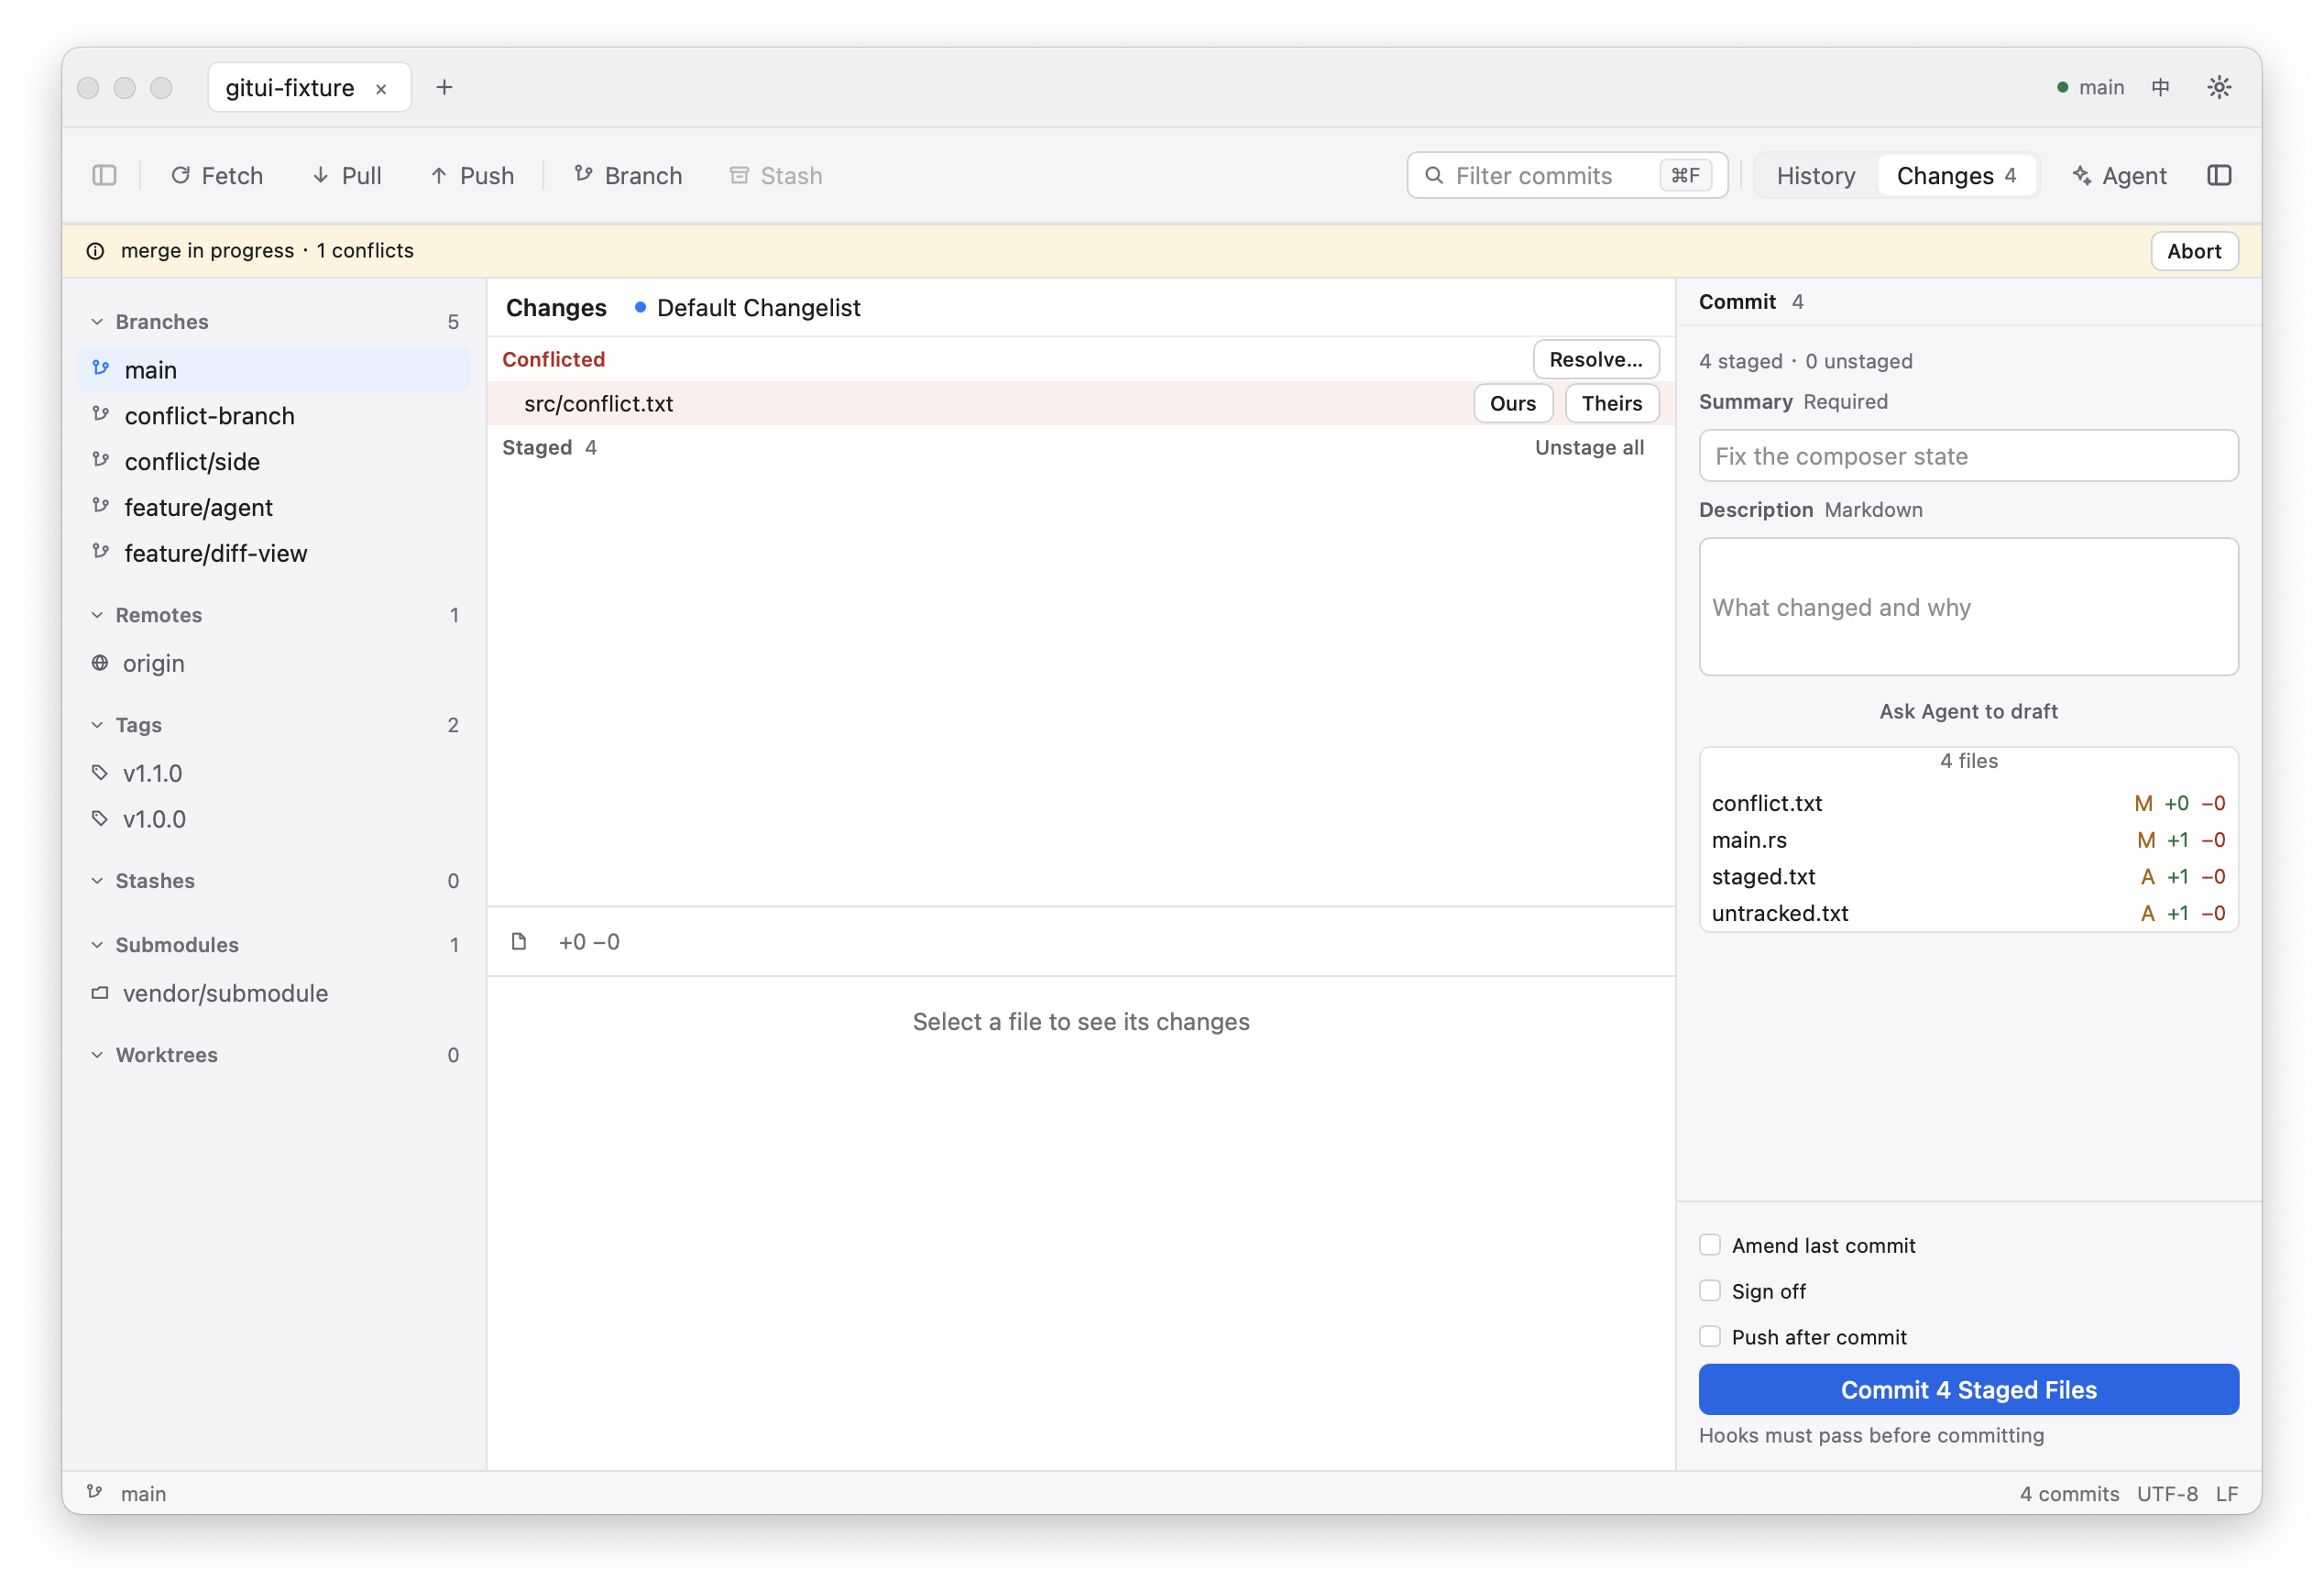 gitui-fixture × +
main 中
Fetch Pull Push Branch Stash
Filter commits ⌘F
History Changes 4 Agent
merge in progress · 1 conflicts
Abort
Branches 5
main
conflict-branch
conflict/side
feature/agent
feature/diff-view
Remotes 1
origin
Tags 2
v1.1.0
v1.0.0
Stashes 0
Submodules 1
vendor/submodule
Worktrees 0
Changes Default Changelist
Conflicted Resolve...
src/conflict.txt Ours Theirs
Staged 4 Unstage all
+0 −0
Select a file to see its changes
Commit 4
4 staged · 0 unstaged
Summary Required
Fix the composer state
Description Markdown
What changed and why
Ask Agent to draft
4 files
conflict.txt M +0 −0
main.rs M +1 −0
staged.txt A +1 −0
untracked.txt A +1 −0
Amend last commit
Sign off
Push after commit
Commit 4 Staged Files
Hooks must pass before committing
main
4 commits UTF-8 LF